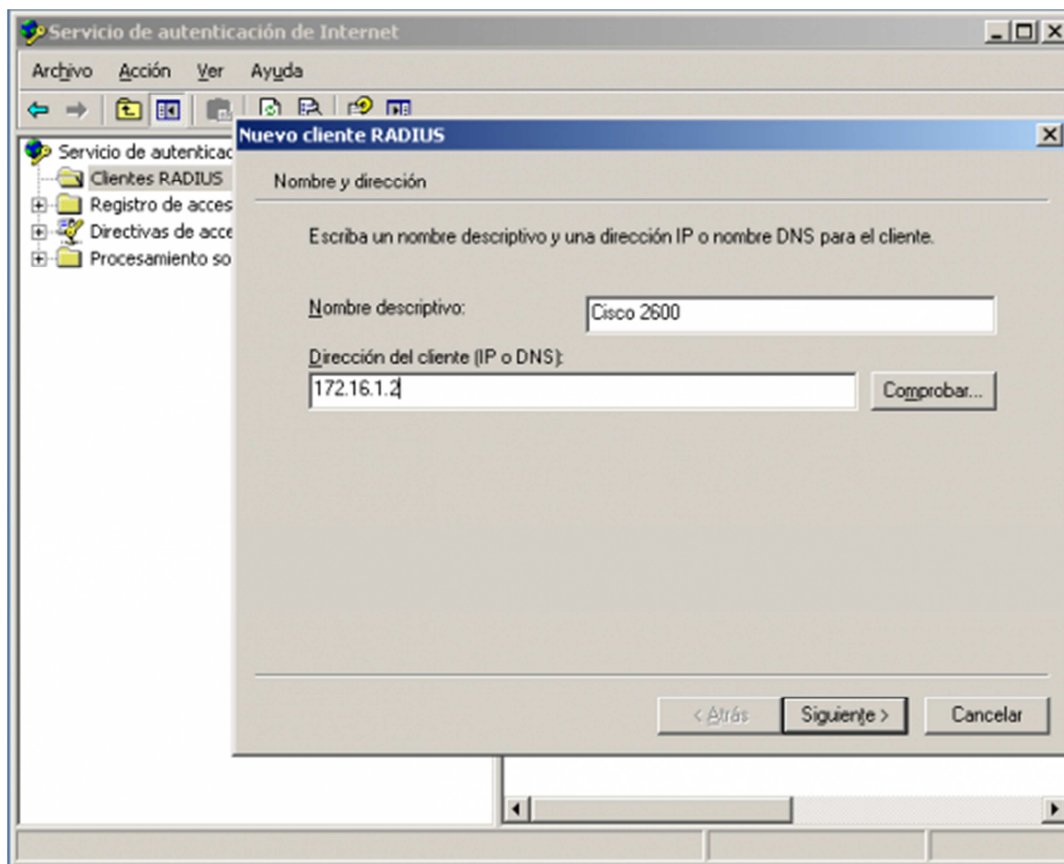 Servicio de autenticación de Internet
Archivo Acción Ver Ayuda
Nuevo cliente RADIUS
Servicio de autenticac
Clientes RADIUS
Registro de acces
Directivas de acce
Procesamiento so
Nombre y dirección
Escriba un nombre descriptivo y una dirección IP o nombre DNS para el cliente.
Nombre descriptivo:
Cisco 2600
Dirección del cliente (IP o DNS):
172.16.1.2
Comprobar...
< Atrás
Siguiente >
Cancelar